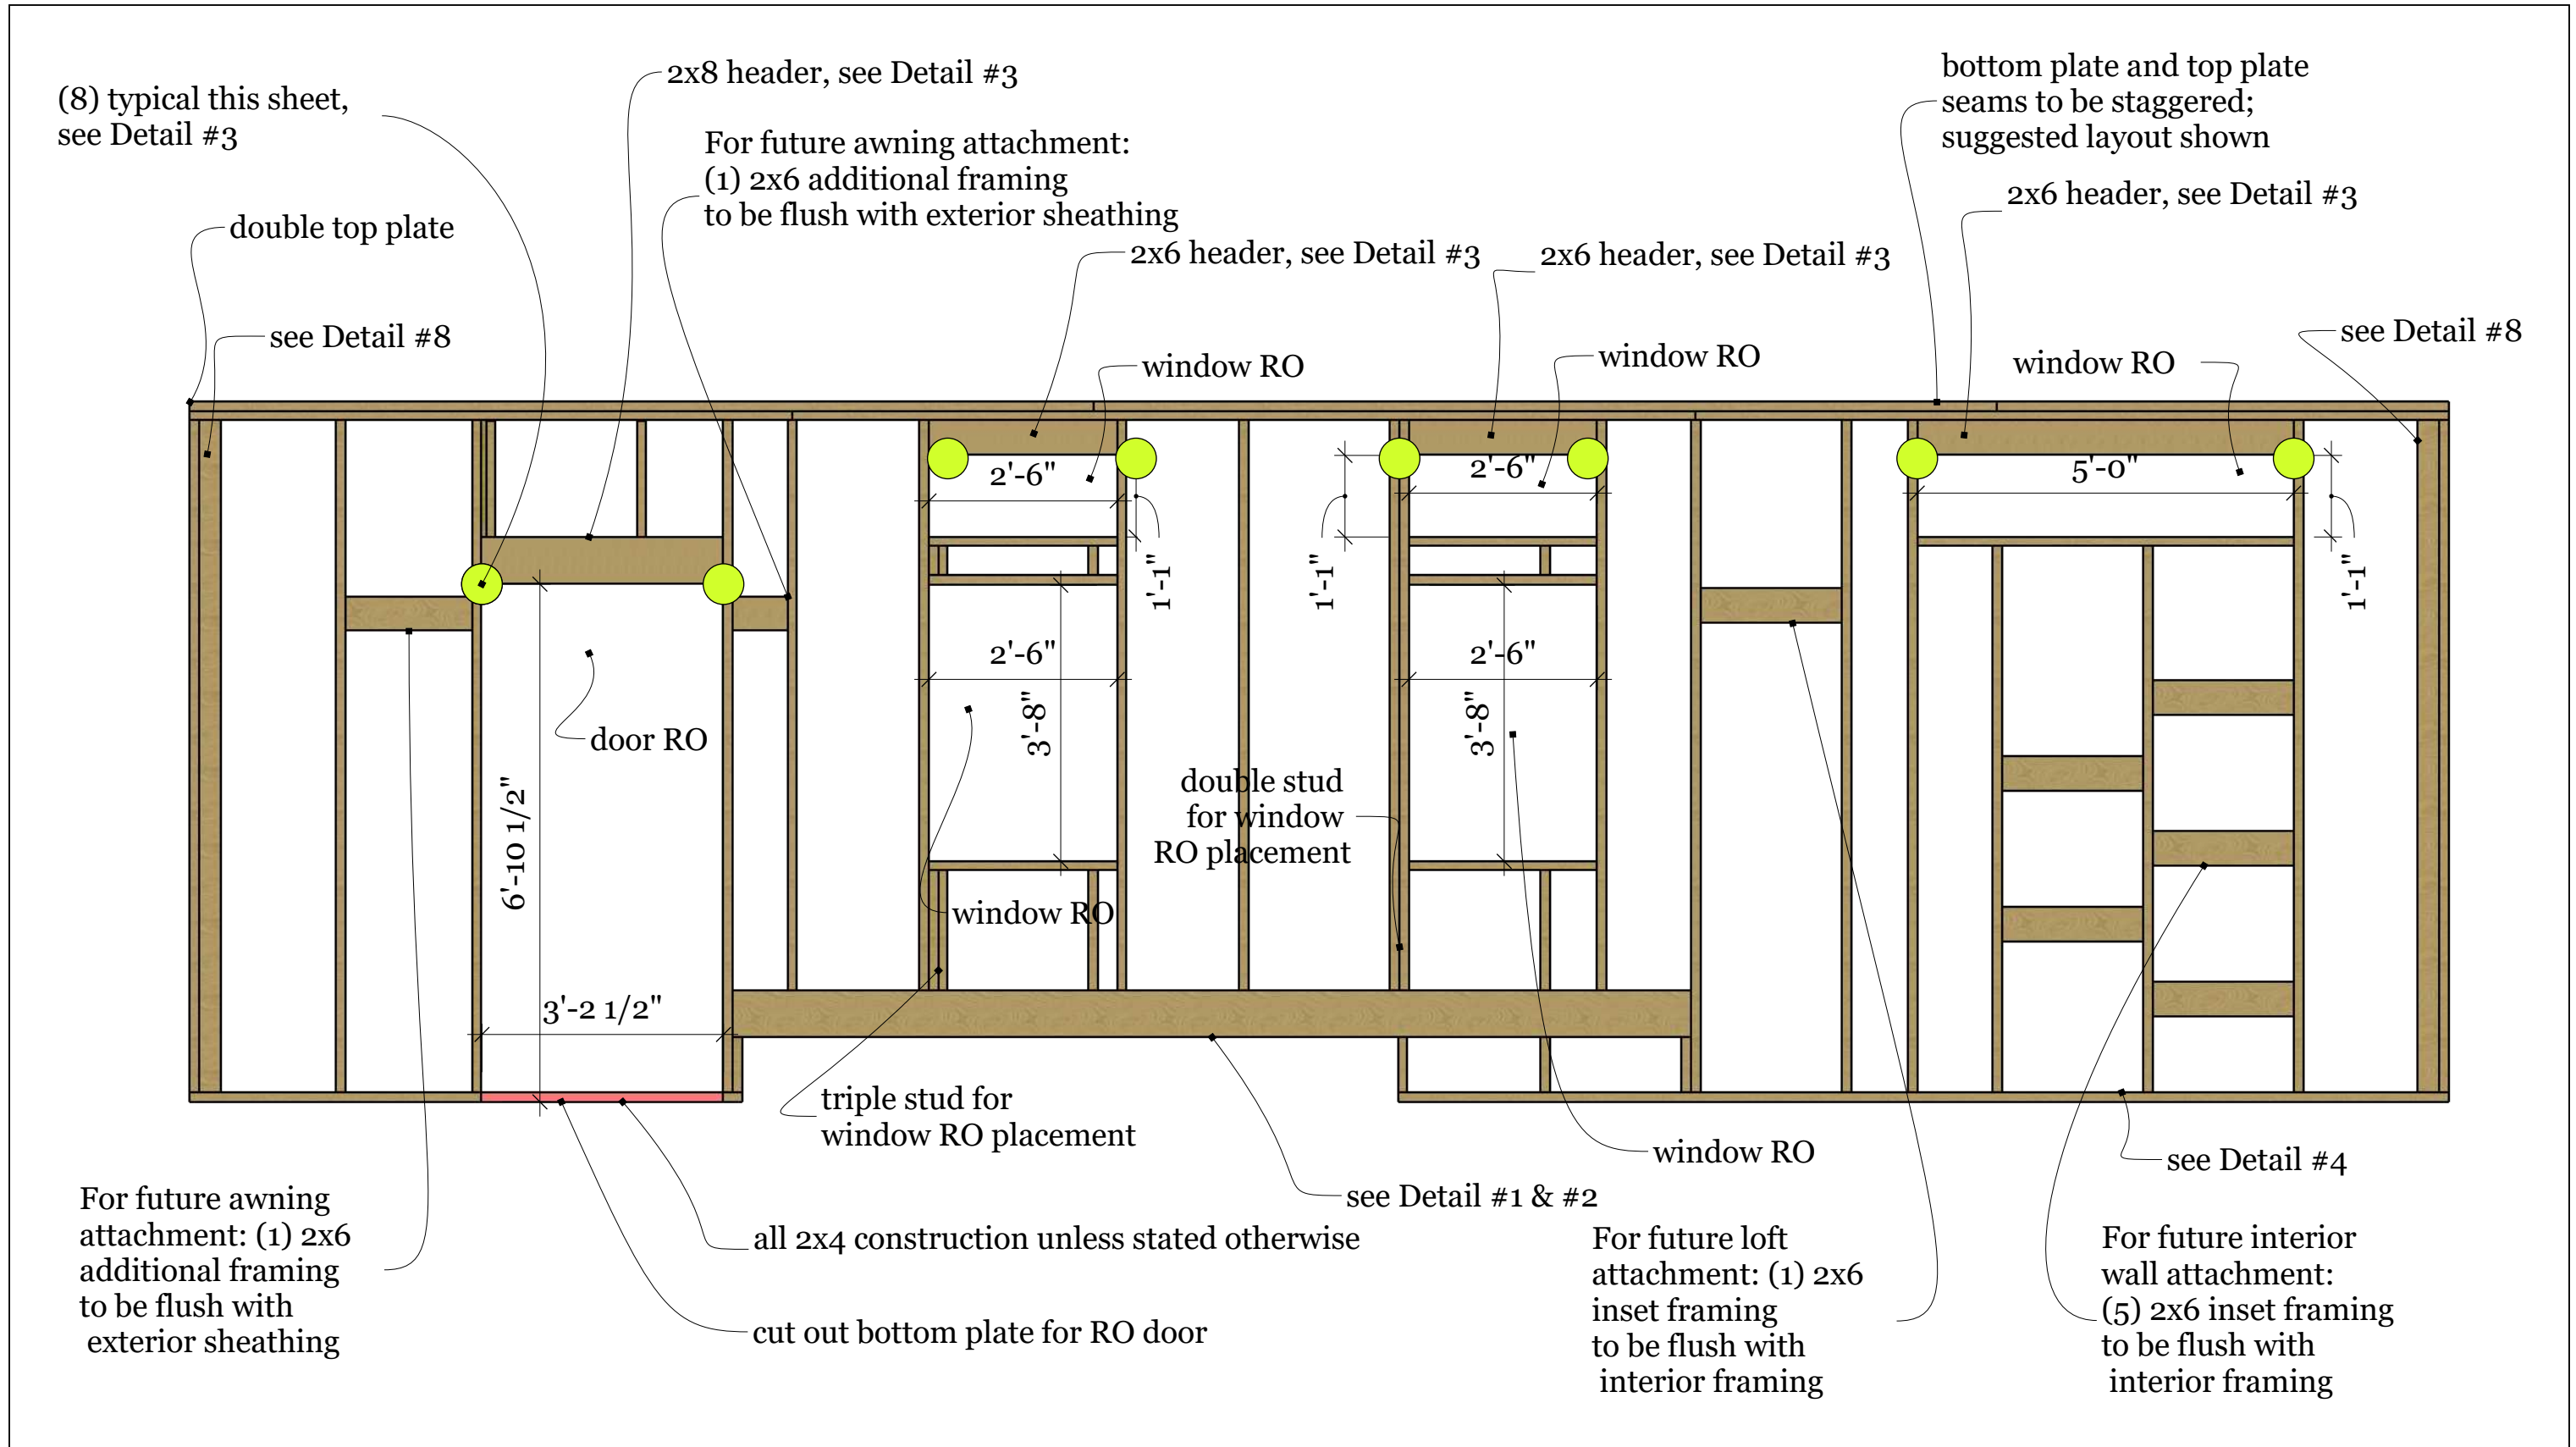 (8) typical this sheet,
see Detail #3
2x8 header, see Detail #3
For future awning attachment:
(1) 2x6 additional framing
to be flush with exterior sheathing
bottom plate and top plate
seams to be staggered;
suggested layout shown
2x6 header, see Detail #3
double top plate
2x6 header, see Detail #3
2x6 header, see Detail #3
see Detail #8
window RO
window RO
window RO
see Detail #8
2'-6"
2'-6"
5'-0"
1'-1"
1'-1"
1'-1"
2'-6"
2'-6"
3'-8"
3'-8"
door RO
6'-10 1/2"
double stud
for window
RO placement
window RO
3'-2 1/2"
triple stud for
window RO placement
window RO
see Detail #4
see Detail #1 & #2
For future awning
attachment: (1) 2x6
additional framing
to be flush with
exterior sheathing
all 2x4 construction unless stated otherwise
cut out bottom plate for RO door
For future loft
attachment: (1) 2x6
inset framing
to be flush with
interior framing
For future interior
wall attachment:
(5) 2x6 inset framing
to be flush with
interior framing